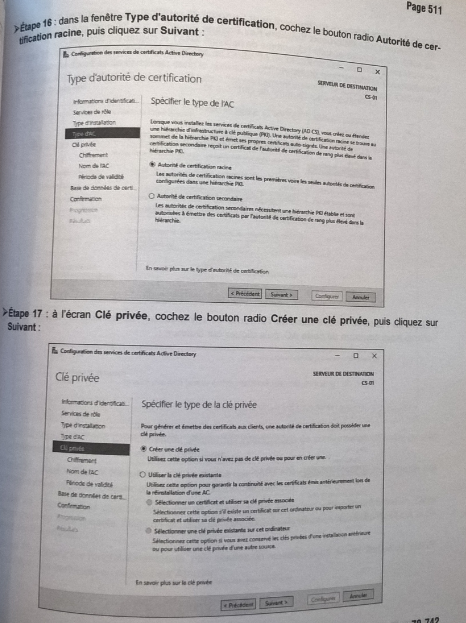 Page 511
➢Étape 16 : dans la fenêtre Type d'autorité de certification, cochez le bouton radio Autorité de cer-
tification racine, puis cliquez sur Suivant :
Configuration des services de certificats Active Directory
Type d'autorité de certification
SERVEUR DE DESTINATION
CS-01
Informations d'identificati...
Services de rôle
Type d'installation
Type d'AC
Clé privée
Chiffrement
Nom de l'AC
Période de validité
Base de données de certi...
Confirmation
Progression
Résultats
Spécifier le type de l'AC
Lorsque vous installez les services de certificats Active Directory (AD CS), vous créez ou étendez
une hiérarchie d'infrastructure à clé publique (PKI). Une autorité de certification racine se trouve au
sommet de la hiérarchie PKI et émet ses propres certificats auto-signés. Une autorité de
certification secondaire reçoit un certificat de l'autorité de certification de rang plus élevé dans la
hiérarchie PKI.
Autorité de certification racine
Les autorités de certification racines sont les premières voire les seules autorités de certification
configurées dans une hiérarchie PKI.
Autorité de certification secondaire
Les autorités de certification secondaires nécessitent une hiérarchie PKI établie et sont
autorisées à émettre des certificats par l'autorité de certification de rang plus élevé dans la
hiérarchie.
En savoir plus sur le type d'autorité de certification
< Précédent
Suivant >
Configurer
Annuler
➢Étape 17 : à l'écran Clé privée, cochez le bouton radio Créer une clé privée, puis cliquez sur
Suivant :
Configuration des services de certificats Active Directory
Clé privée
SERVEUR DE DESTINATION
CS-01
Informations d'identificati...
Services de rôle
Type d'installation
Type d'AC
Clé privée
Chiffrement
Nom de l'AC
Période de validité
Base de données de certi...
Confirmation
Progression
Résultats
Spécifier le type de la clé privée
Pour générer et émettre des certificats aux clients, une autorité de certification doit posséder une
clé privée.
Créer une clé privée
Utilisez cette option si vous n'avez pas de clé privée ou pour en créer une.
Utiliser la clé privée existante
Utilisez cette option pour garantir la continuité avec les certificats émis antérieurement lors de
la réinstallation d'une AC.
Sélectionner un certificat et utiliser sa clé privée associée
Sélectionnez cette option s'il existe un certificat sur cet ordinateur ou pour importer un
certificat et utiliser sa clé privée associée.
Sélectionner une clé privée existante sur cet ordinateur
Sélectionnez cette option si vous avez conservé les clés privées d'une installation antérieure
ou pour utiliser une clé privée d'une autre source.
En savoir plus sur la clé privée
< Précédent
Suivant >
Configurer
Annuler